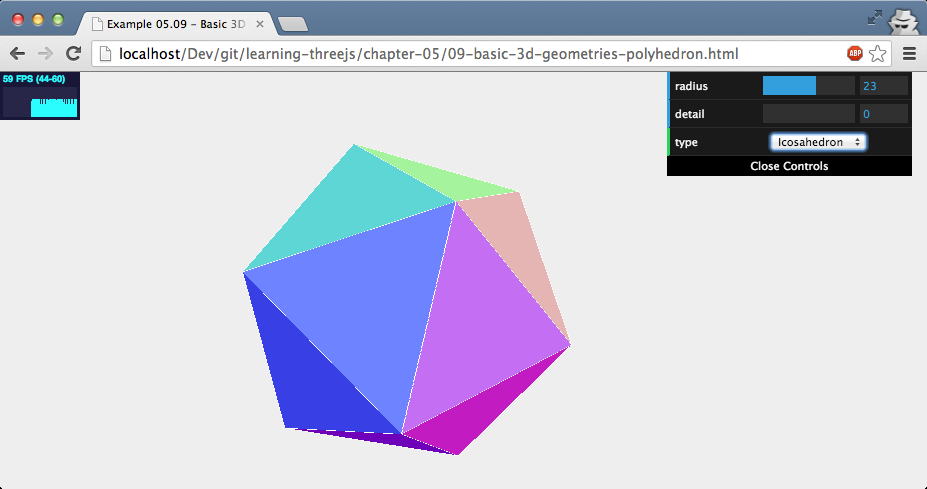 Example 05.09 – Basic 3D
localhost/Dev/git/learning-threejs/chapter-05/09-basic-3d-geometries-polyhedron.html
ABP
59 FPS (44-60)
radius 23
detail 0
type Icosahedron
Close Controls